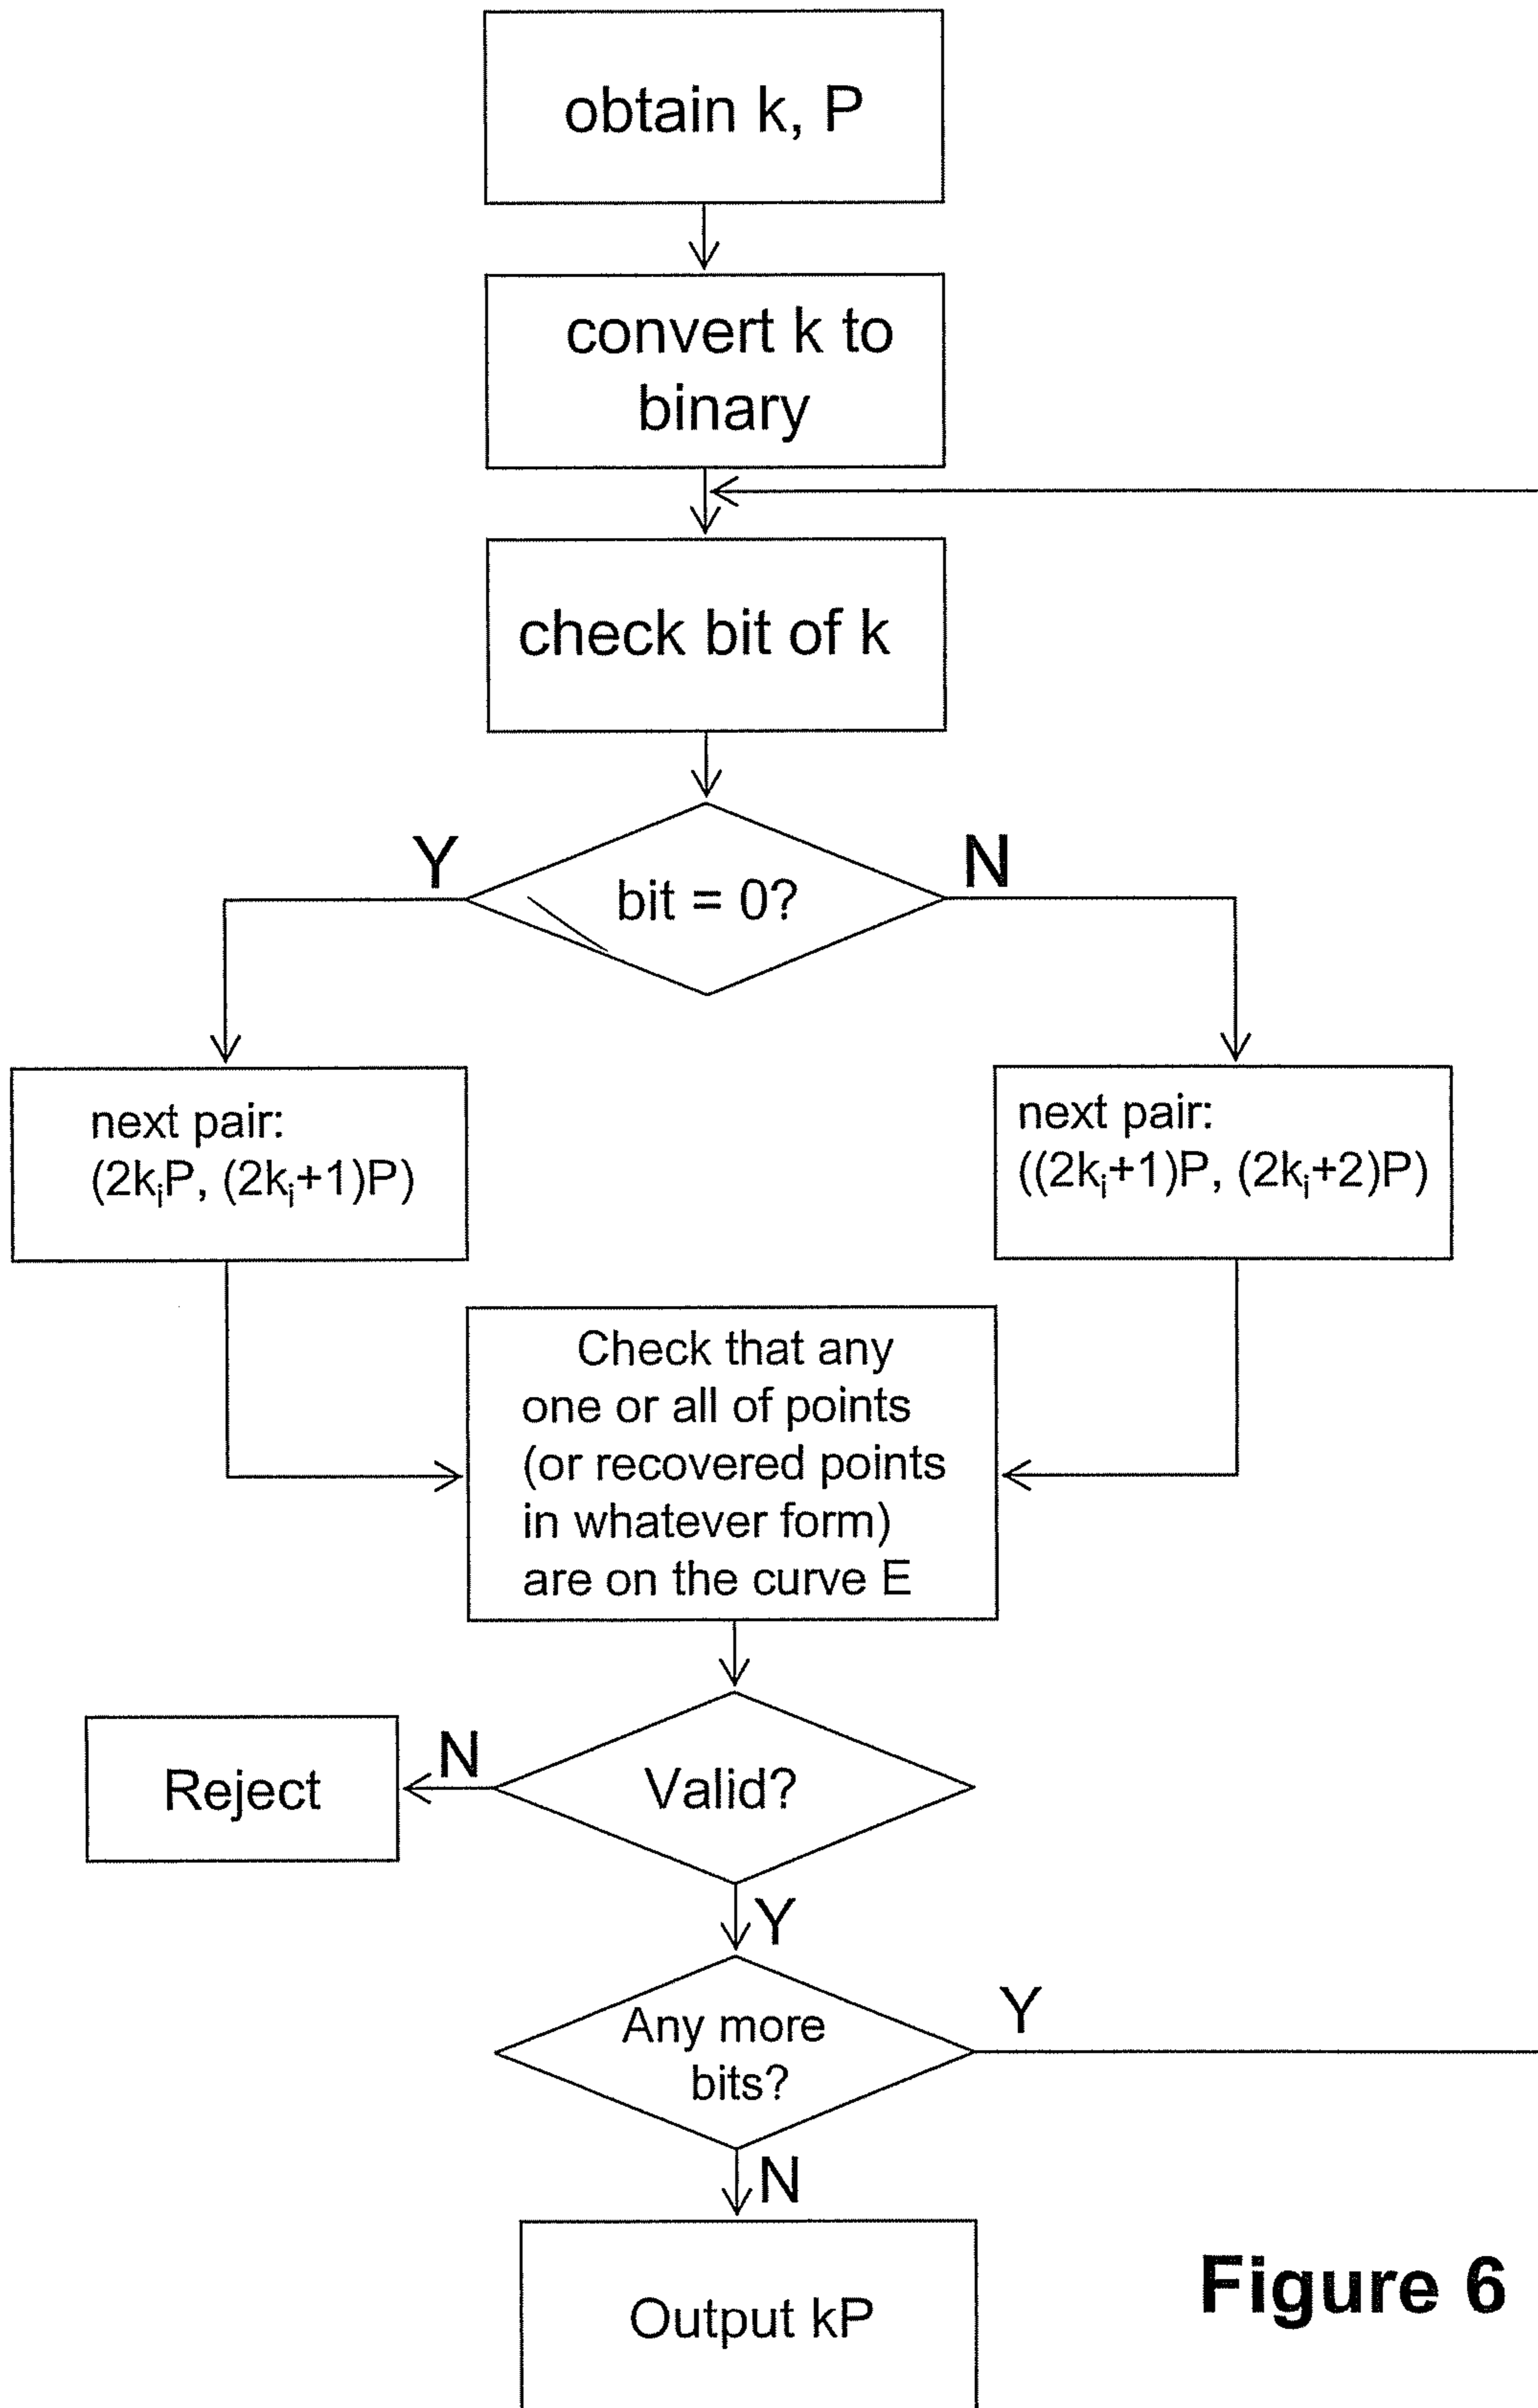 obtain k, P
convert k to
binary
check bit of k
Y
N
bit = 0?
next pair:
(2kᵢP, (2kᵢ+1)P)
next pair:
((2kᵢ+1)P, (2kᵢ+2)P)
Check that any
one or all of points
(or recovered points
in whatever form)
are on the curve E
Reject
N
Valid?
Y
Any more
bits?
Y
N
Output kP
Figure 6